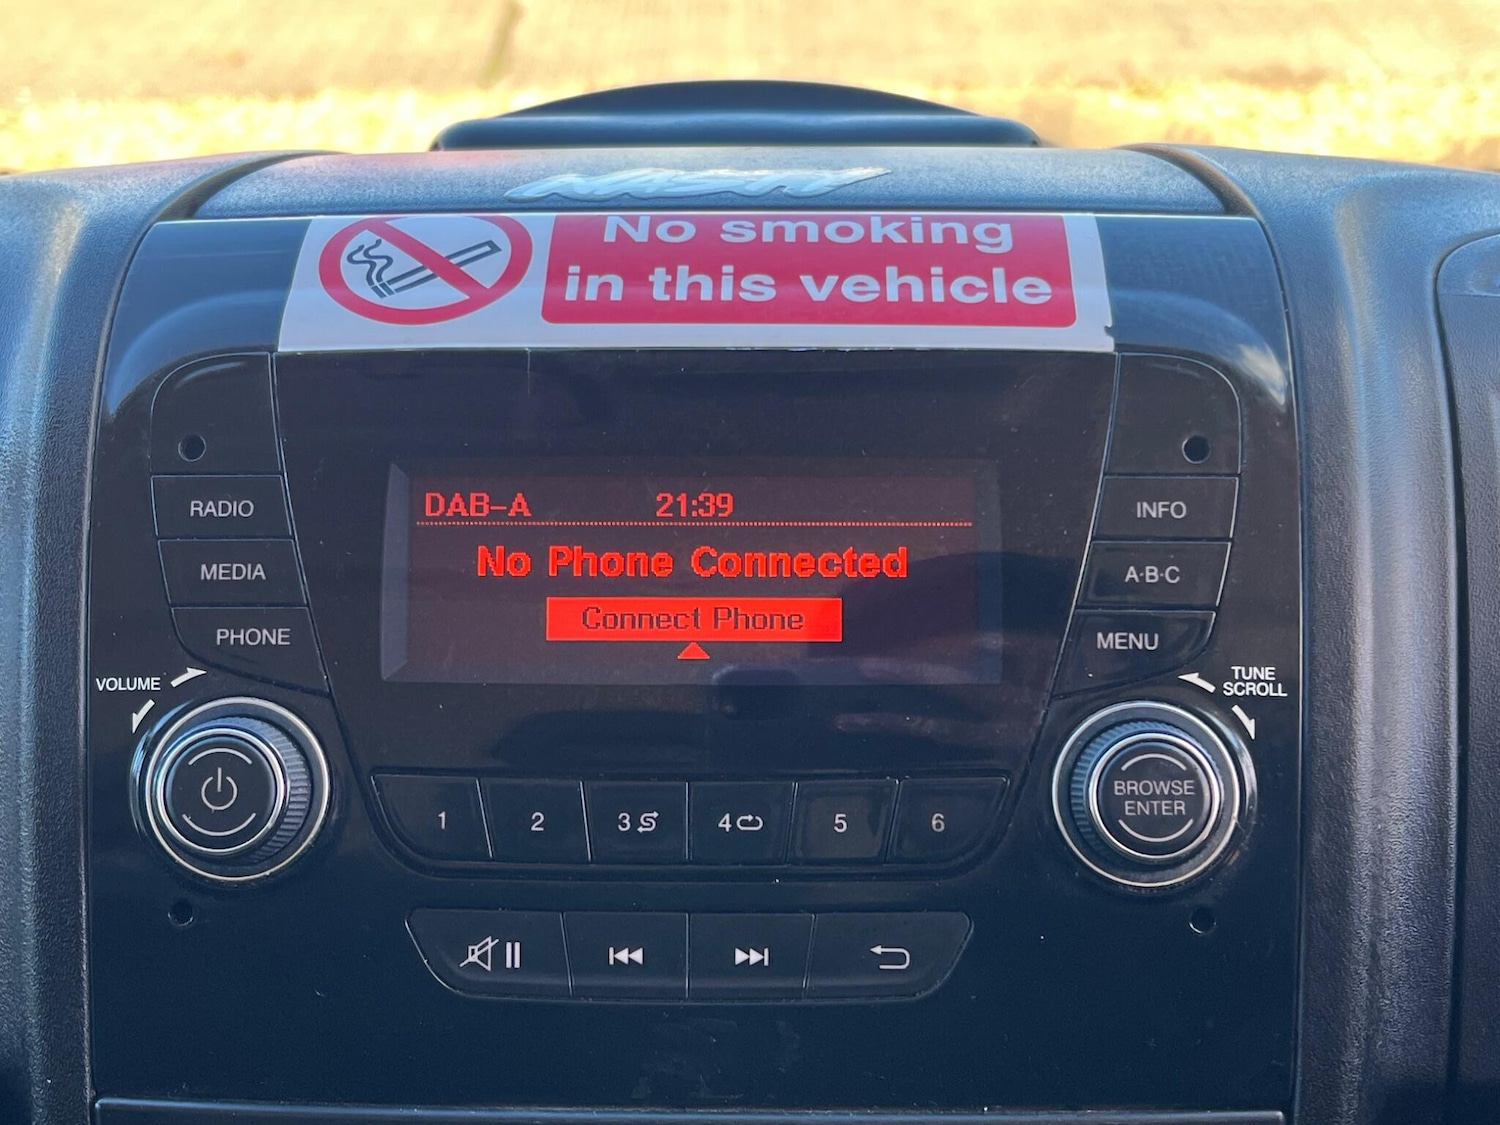 NASTY
No smoking
in this vehicle
DAB-A 21:39
No Phone Connected
Connect Phone
RADIO
MEDIA
PHONE
VOLUME
INFO
A·B·C
MENU
TUNE
SCROLL
BROWSE
ENTER
1 2 3 4 5 6